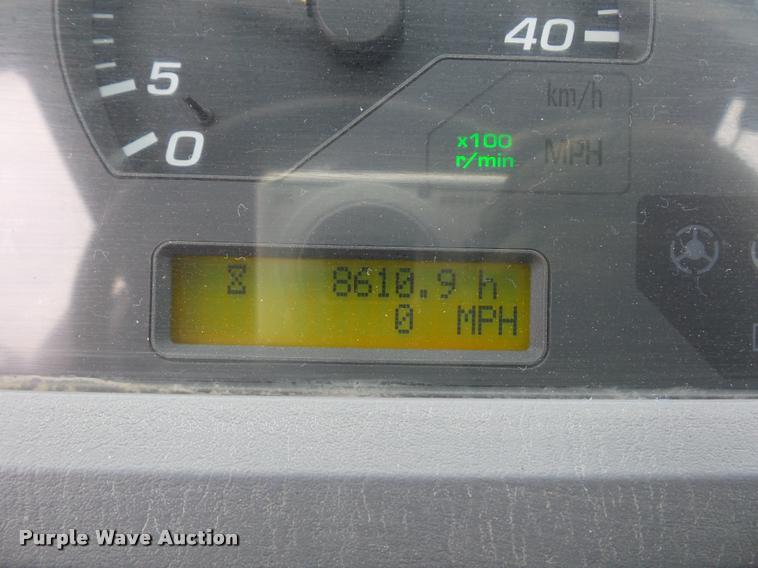 40
5
0
km/h
x100
r/min
MPH
8610.9 h
0 MPH
Purple Wave Auction®